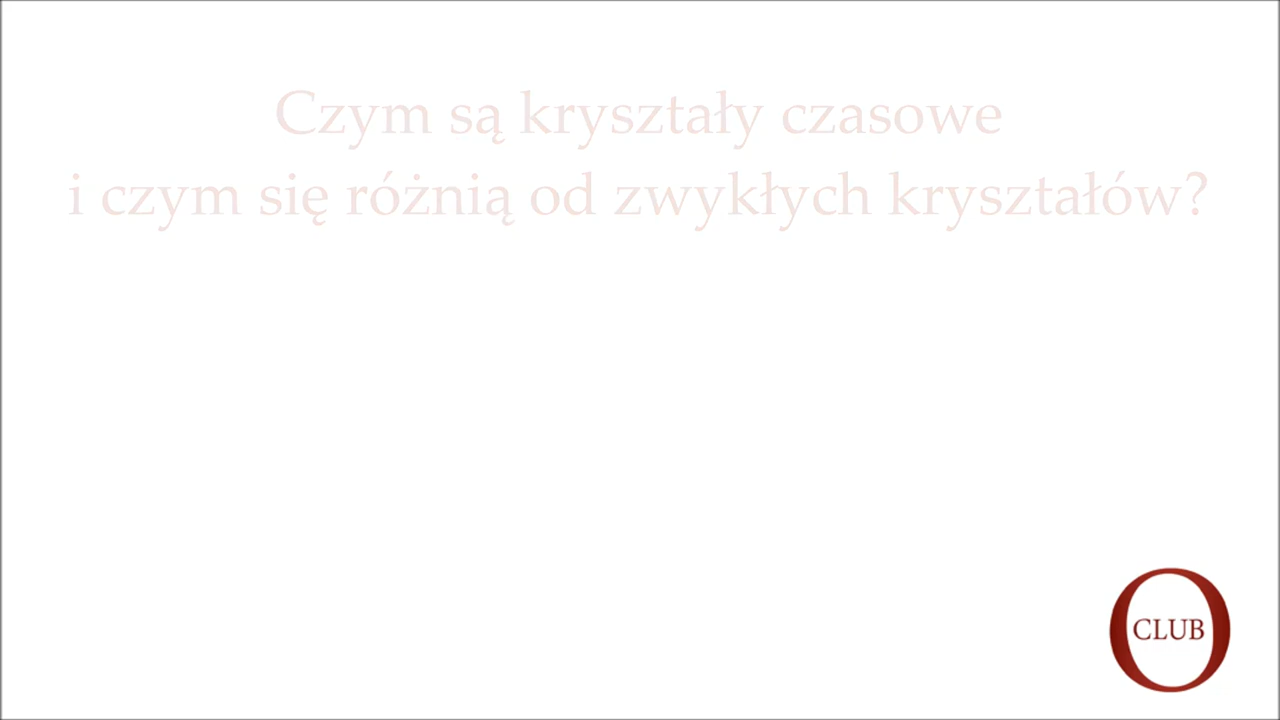 Czym są kryształy czasowe
i czym się różnią od zwykłych kryształów?
CLUB